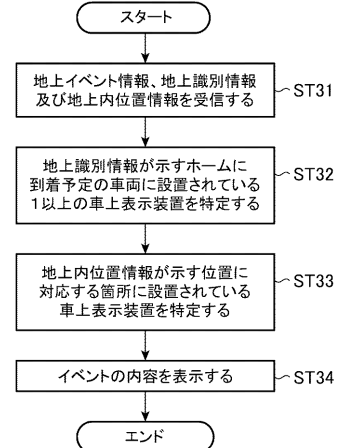 スタート
地上イベント情報、地上識別情報
及び地上内位置情報を受信する
ST31
地上識別情報が示すホームに
到着予定の車両に設置されている
1以上の車上表示装置を特定する
ST32
地上内位置情報が示す位置に
対応する箇所に設置されている
車上表示装置を特定する
ST33
イベントの内容を表示する
ST34
エンド